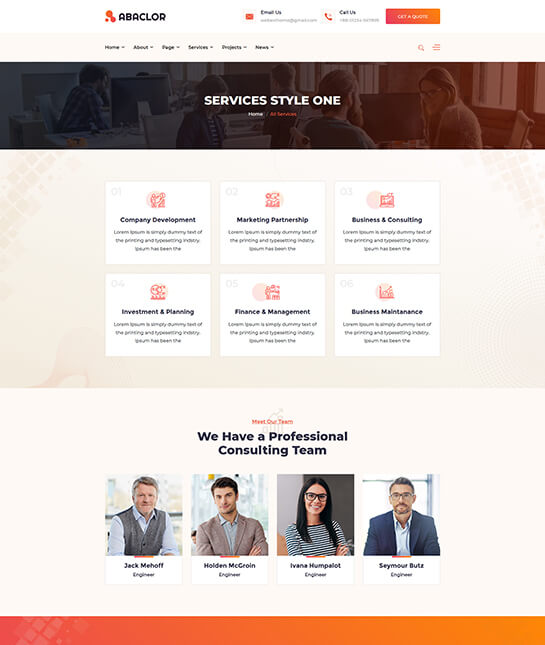 ABACLOR
Email Us
Call Us
GET A QUOTE
Home About Page Services Projects News
SERVICES STYLE ONE
Home / All Services
01 02 03
Company Development Marketing Partnership Business & Consulting
Lorem Ipsum is simply dummy text of Lorem Ipsum is simply dummy text of Lorem Ipsum is simply dummy text of
the printing and typesetting indstry. the printing and typesetting indstry. the printing and typesetting indstry.
Ipsum has been the Ipsum has been the Ipsum has been the
04 05 06
Investment & Planning Finance & Management Business Maintanance
Lorem Ipsum is simply dummy text of Lorem Ipsum is simply dummy text of Lorem Ipsum is simply dummy text of
the printing and typesetting indstry. the printing and typesetting indstry. the printing and typesetting indstry.
Ipsum has been the Ipsum has been the Ipsum has been the
Meet Our Team
We Have a Professional
Consulting Team
Jack Mehoff Holden McGroin Ivana Humpalot Seymour Butz
Engineer Engineer Engineer Engineer